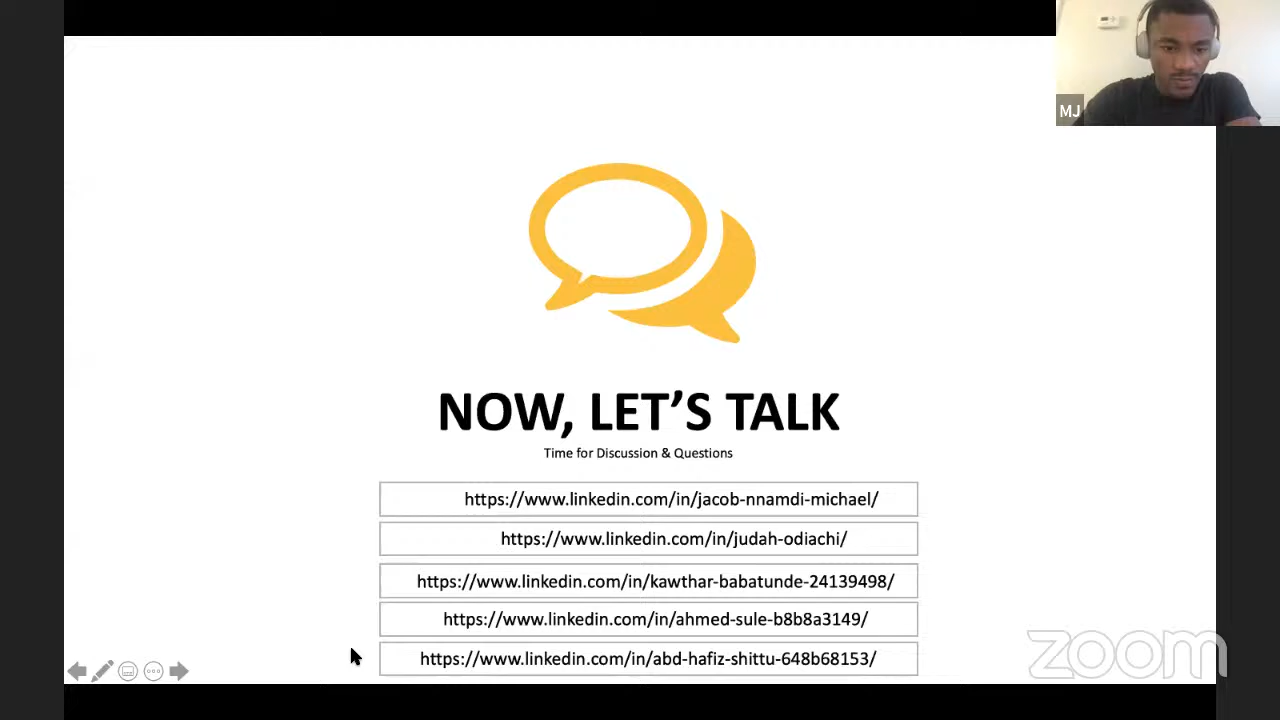 MJ
NOW, LET’S TALK
Time for Discussion & Questions
https://www.linkedin.com/in/jacob-nnamdi-michael/
https://www.linkedin.com/in/judah-odiachi/
https://www.linkedin.com/in/kawthar-babatunde-24139498/
https://www.linkedin.com/in/ahmed-sule-b8b8a3149/
https://www.linkedin.com/in/abd-hafiz-shittu-648b68153/
zoom